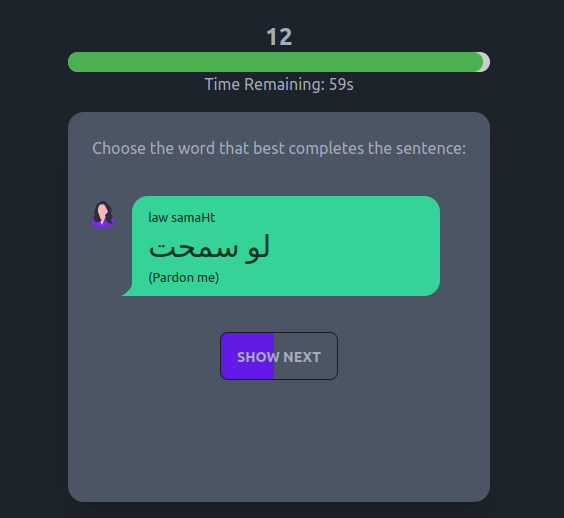 12
Time Remaining: 59s
Choose the word that best completes the sentence:
law samaHt
لو سمحت
(Pardon me)
SHOW NEXT